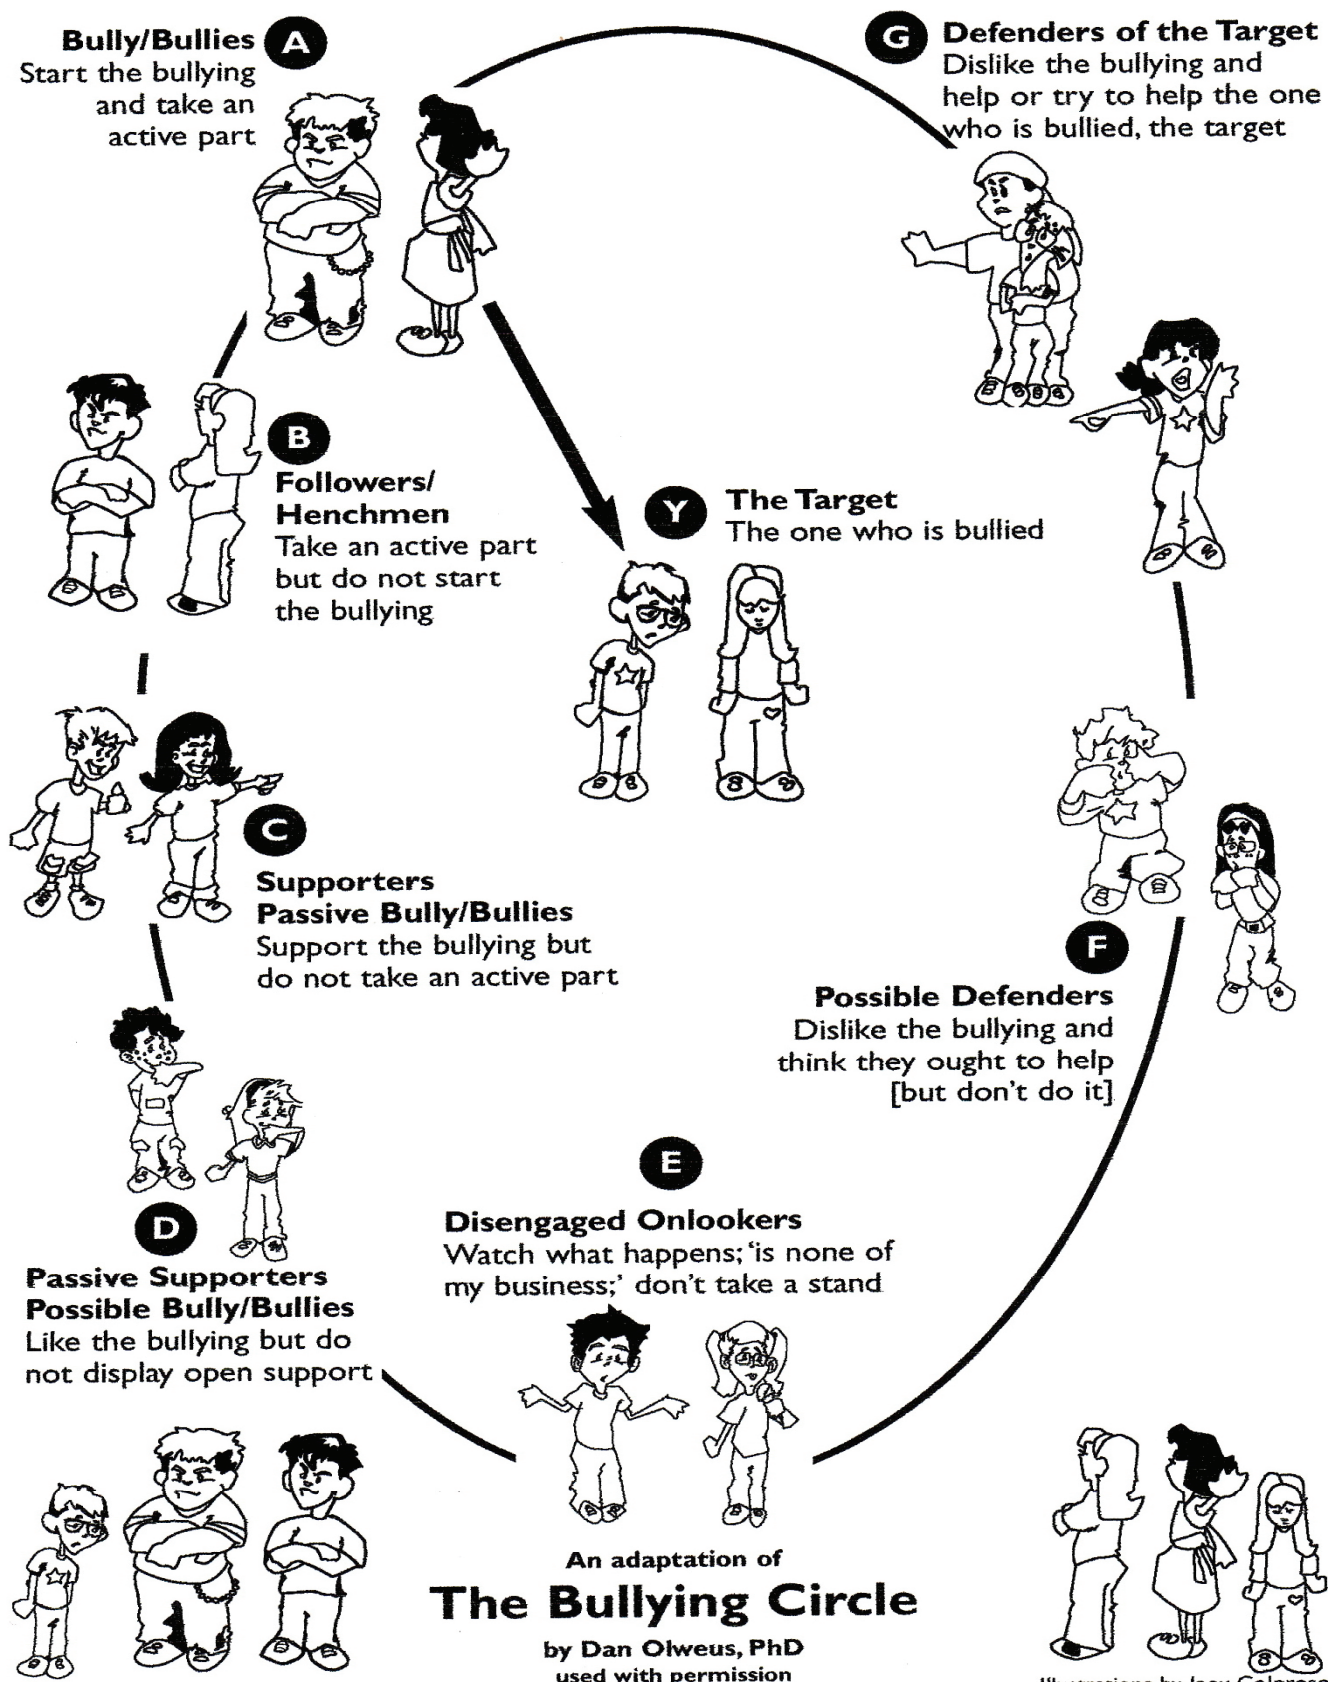 A
Bully/Bullies
Start the bullying
and take an
active part
G
Defenders of the Target
Dislike the bullying and
help or try to help the one
who is bullied, the target
B
Followers/
Henchmen
Take an active part
but do not start
the bullying
Y
The Target
The one who is bullied
C
Supporters
Passive Bully/Bullies
Support the bullying but
do not take an active part
F
Possible Defenders
Dislike the bullying and
think they ought to help
[but don't do it]
D
Passive Supporters
Possible Bully/Bullies
Like the bullying but do
not display open support
E
Disengaged Onlookers
Watch what happens; 'is none of
my business;' don't take a stand
An adaptation of
The Bullying Circle
by Dan Olweus, PhD
used with permission